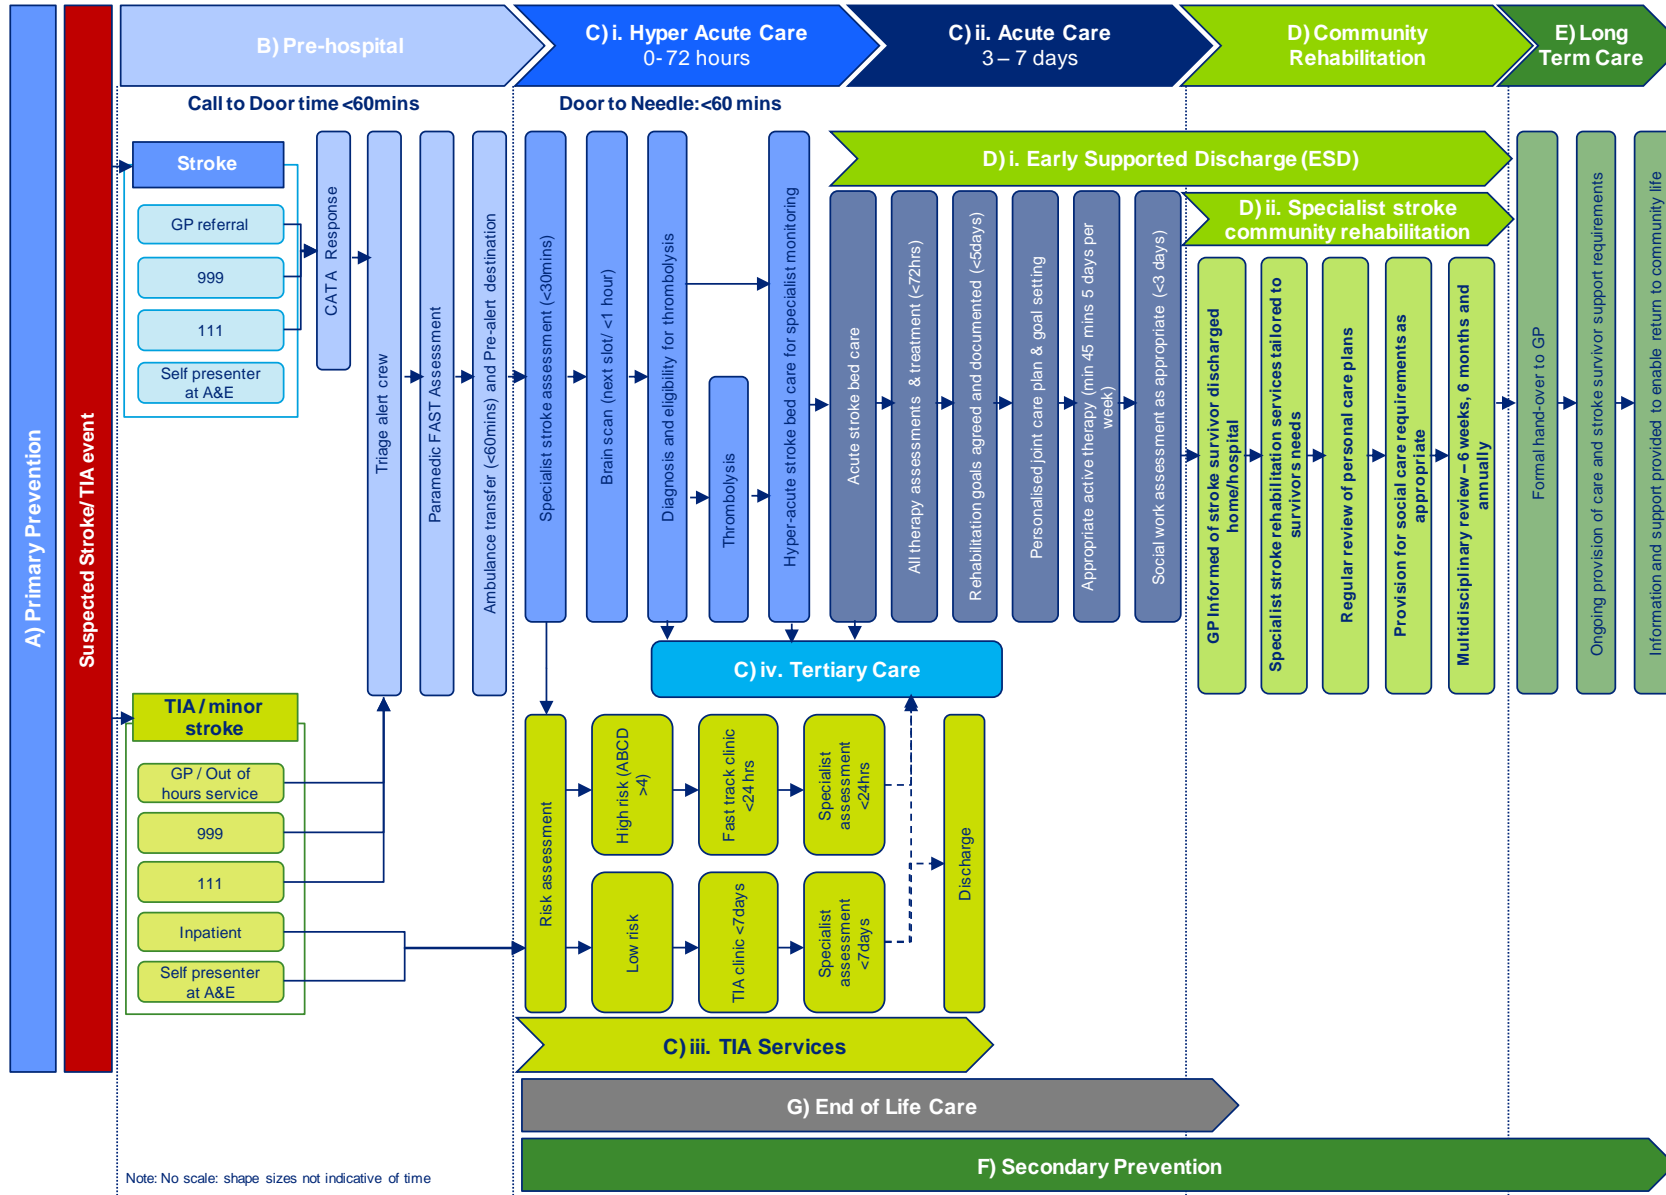 B) Pre-hospital
C) i. Hyper Acute Care
0- 72 hours
C) ii. Acute Care
3 – 7 days
D) Community
Rehabilitation
E) Long
Term Care
A) Primary Prevention
Suspected Stroke/ TIA event
Call to Door time <60mins
Door to Needle: <60 mins
Stroke
GP referral
999
111
Self presenter
at A&E
CAT A Response
Triage alert crew
Paramedic FAST Assessment
Ambulance transfer (<60mins) and Pre-alert destination
Specialist stroke assessment (<30mins)
Brain scan (next slot/ <1 hour)
Diagnosis and eligibility for thrombolysis
Thrombolysis
Hyper-acute stroke bed care for specialist monitoring
D) i. Early Supported Discharge (ESD)
Acute stroke bed care
All therapy assessments & treatment (<72hrs)
Rehabilitation goals agreed and documented (<5days)
Personalised joint care plan & goal setting
Appropriate active therapy (min 45 mins 5 days per
week)
Social work assessment as appropriate (<3 days)
D) ii. Specialist stroke
community rehabilitation
GP Informed of stroke survivor discharged
home/hospital
Specialist stroke rehabilitation services tailored to
survivors needs
Regular review of personal care plans
Provision for social care requirements as
appropriate
Multidisciplinary review – 6 weeks, 6 months and
annually
Formal hand-over to GP
Ongoing provision of care and stroke survivor support requirements
Information and support provided to enable return to community life
C) iv. Tertiary Care
TIA / minor
stroke
GP / Out of
hours service
999
111
Inpatient
Self presenter
at A&E
Risk assessment
High risk (ABCD
>4)
Fast track clinic
<24 hrs
Specialist
assessment
<24hrs
Low risk
TIA clinic <7days
Specialist
assessment
<7days
Discharge
C) iii. TIA Services
G) End of Life Care
F) Secondary Prevention
Note: No scale: shape sizes not indicative of time